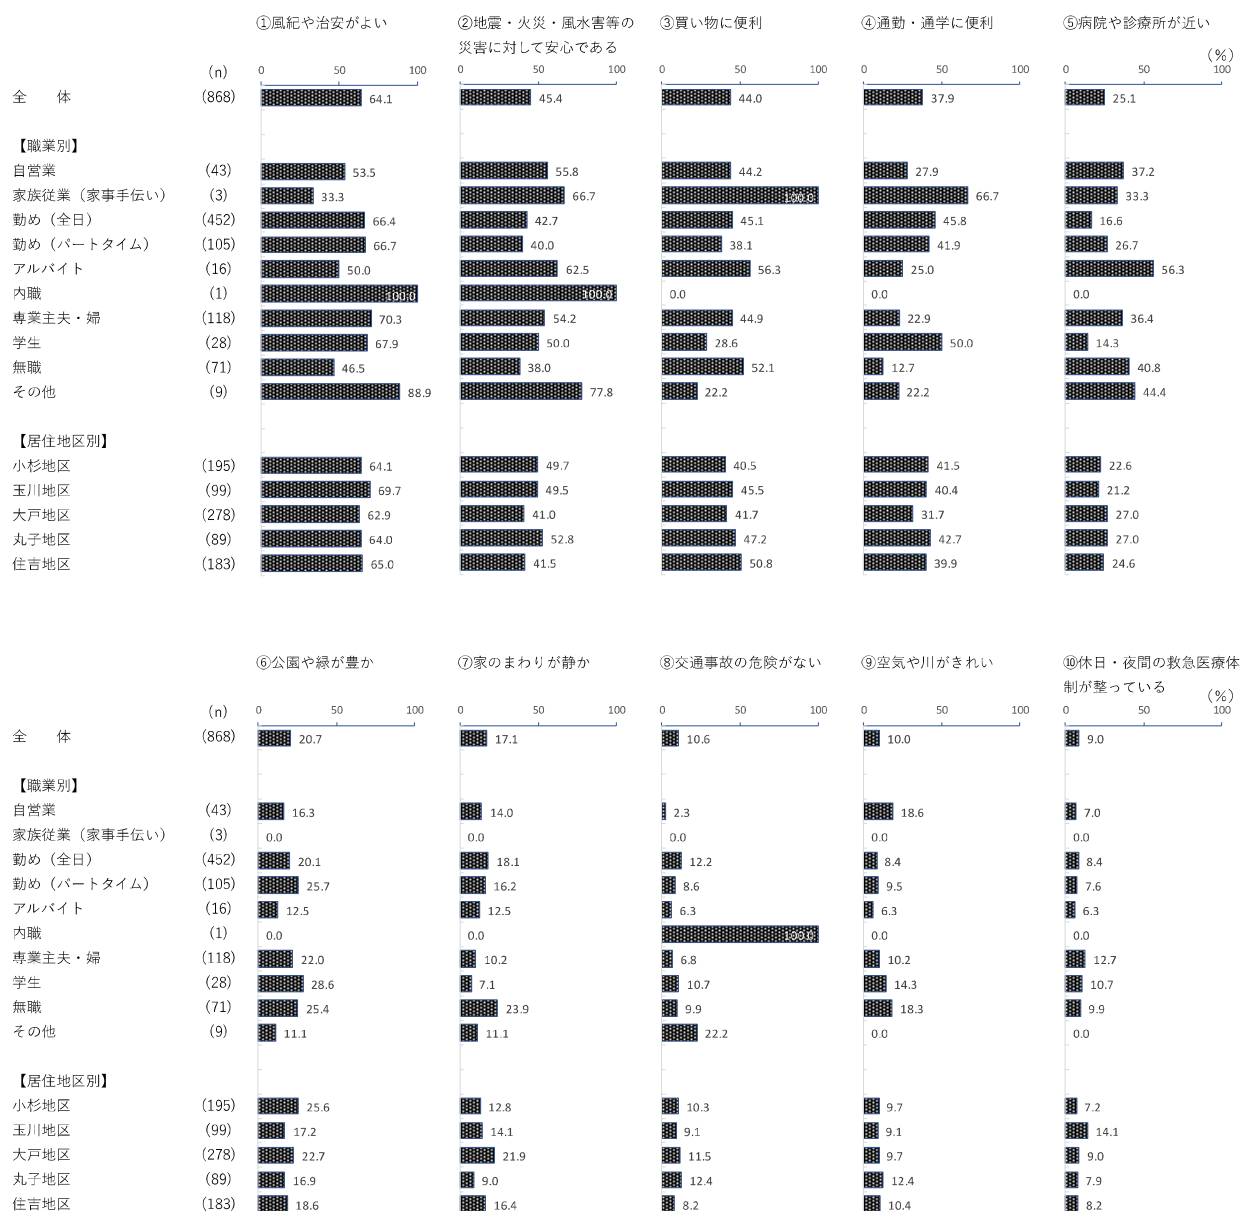 ①風紀や治安がよい ②地震・火災・風水害等の ③買い物に便利 ④通勤・通学に便利 ⑤病院や診療所が近い
災害に対して安心である
(％)
(n) 0 50 100 0 50 100 0 50 100 0 50 100 0 50 100
全　体 (868) 64.1 45.4 44.0 37.9 25.1
【職業別】
自営業 (43) 53.5 55.8 44.2 27.9 37.2
家族従業（家事手伝い） (3) 33.3 66.7 100.0 66.7 33.3
勤め（全日） (452) 66.4 42.7 45.1 45.8 16.6
勤め（パートタイム） (105) 66.7 40.0 38.1 41.9 26.7
アルバイト (16) 50.0 62.5 56.3 25.0 56.3
内職 (1) 100.0 100.0 0.0 0.0 0.0
専業主夫・婦 (118) 70.3 54.2 44.9 22.9 36.4
学生 (28) 67.9 50.0 28.6 50.0 14.3
無職 (71) 46.5 38.0 52.1 12.7 40.8
その他 (9) 88.9 77.8 22.2 22.2 44.4
【居住地区別】
小杉地区 (195) 64.1 49.7 40.5 41.5 22.6
玉川地区 (99) 69.7 49.5 45.5 40.4 21.2
大戸地区 (278) 62.9 41.0 41.7 31.7 27.0
丸子地区 (89) 64.0 52.8 47.2 42.7 27.0
住吉地区 (183) 65.0 41.5 50.8 39.9 24.6
⑥公園や緑が豊か ⑦家のまわりが静か ⑧交通事故の危険がない ⑨空気や川がきれい ⑩休日・夜間の救急医療体
制が整っている
(％)
(n) 0 50 100 0 50 100 0 50 100 0 50 100 0 50 100
全　体 (868) 20.7 17.1 10.6 10.0 9.0
【職業別】
自営業 (43) 16.3 14.0 2.3 18.6 7.0
家族従業（家事手伝い） (3) 0.0 0.0 0.0 0.0 0.0
勤め（全日） (452) 20.1 18.1 12.2 8.4 8.4
勤め（パートタイム） (105) 25.7 16.2 8.6 9.5 7.6
アルバイト (16) 12.5 12.5 6.3 6.3 6.3
内職 (1) 0.0 0.0 100.0 0.0 0.0
専業主夫・婦 (118) 22.0 10.2 6.8 10.2 12.7
学生 (28) 28.6 7.1 10.7 14.3 10.7
無職 (71) 25.4 23.9 9.9 18.3 9.9
その他 (9) 11.1 11.1 22.2 0.0 0.0
【居住地区別】
小杉地区 (195) 25.6 12.8 10.3 9.7 7.2
玉川地区 (99) 17.2 14.1 9.1 9.1 14.1
大戸地区 (278) 22.7 21.9 11.5 9.7 9.0
丸子地区 (89) 16.9 9.0 12.4 12.4 7.9
住吉地区 (183) 18.6 16.4 8.2 10.4 8.2